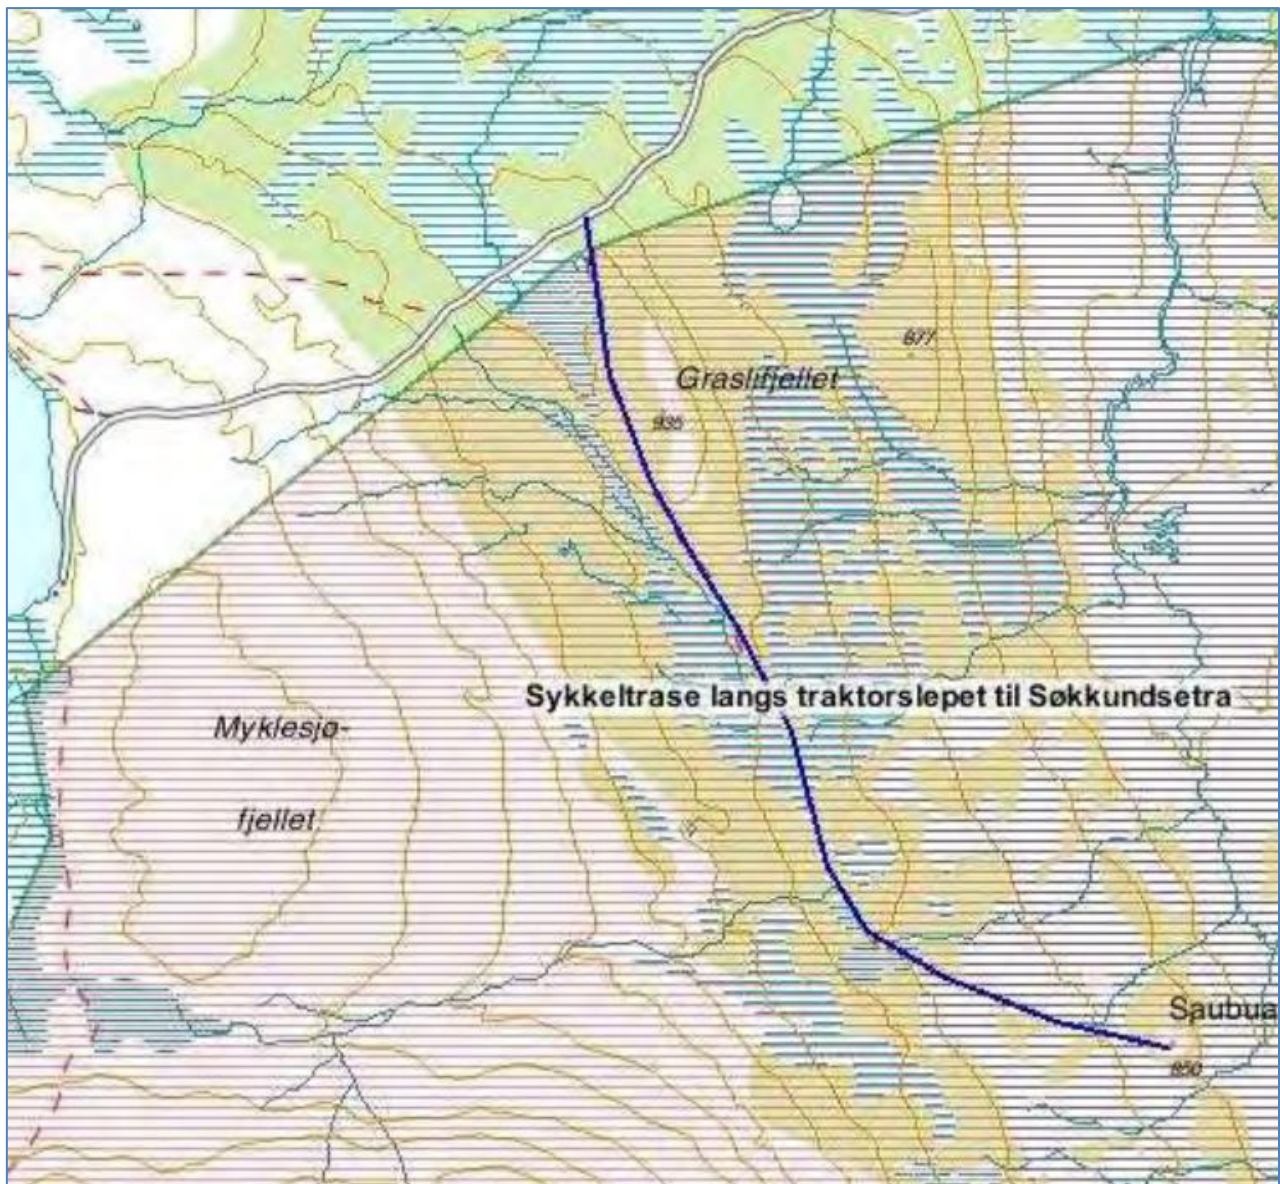 877
Graslifjellet
935
Sykkeltrase langs traktorslepet til Søkkundsetra
Myklesjø-
fjellet
Saubua
850